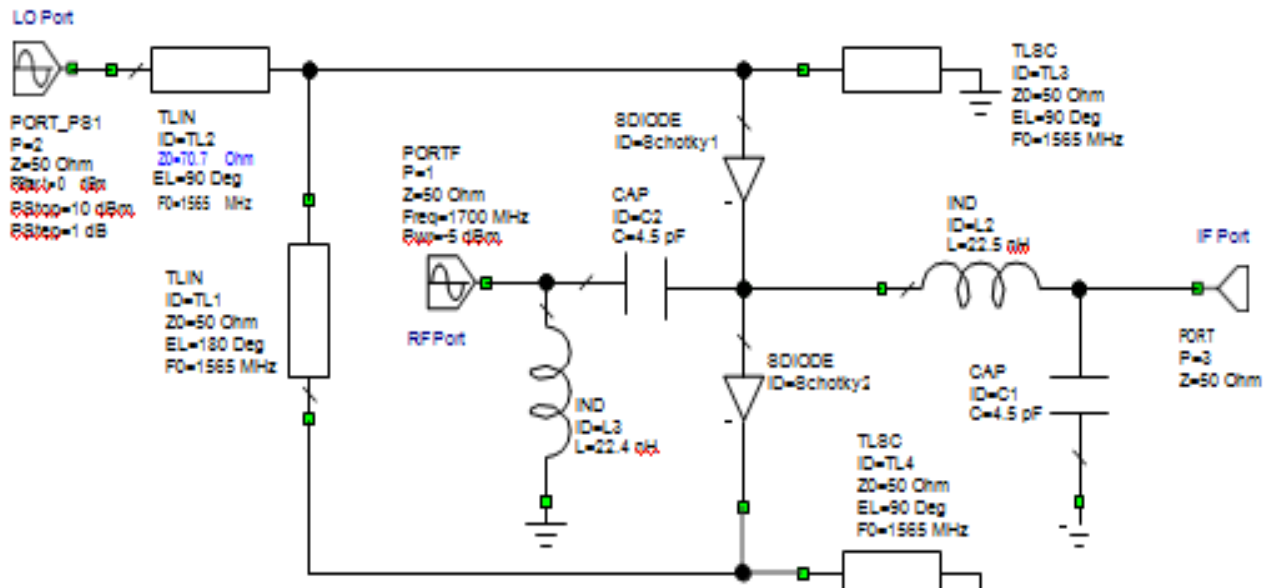 LO Port
PORT_PS1
P=2
Z=50 Ohm
PStop=10 dBm
PStep=1 dB
TLIN
ID=TL2
Z0=70.7 Ohm
EL=90 Deg
F0=1565 MHz
TLIN
ID=TL1
Z0=50 Ohm
EL=180 Deg
F0=1565 MHz
PORTF
P=1
Z=50 Ohm
Freq=1700 MHz
Pwr=-5 dBm
RF Port
CAP
ID=C2
C=4.5 pF
IND
ID=L3
L=22.4 nH
SDIODE
ID=Schotky1
SDIODE
ID=Schotky2
TLSC
ID=TL3
Z0=50 Ohm
EL=90 Deg
F0=1565 MHz
IND
ID=L2
L=22.5 nH
IF Port
PORT
P=3
Z=50 Ohm
CAP
ID=C1
C=4.5 pF
TLSC
ID=TL4
Z0=50 Ohm
EL=90 Deg
F0=1565 MHz